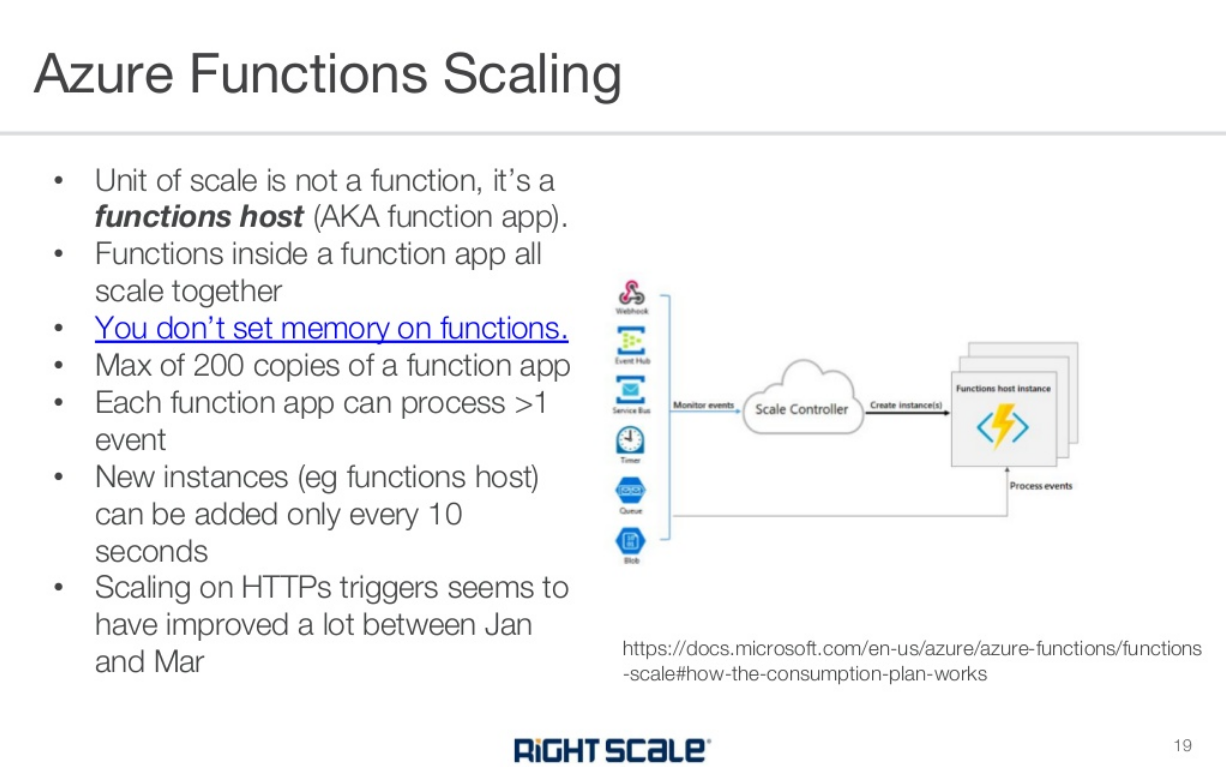 Azure Functions Scaling
• Unit of scale is not a function, it's a
functions host (AKA function app).
• Functions inside a function app all
scale together
• You don't set memory on functions.
• Max of 200 copies of a function app
• Each function app can process >1
event
• New instances (eg functions host)
can be added only every 10
seconds
• Scaling on HTTPs triggers seems to
have improved a lot between Jan
and Mar
Webhook
Event Hub
Service Bus
Timer
Queue
Blob
Monitor events
Scale Controller
Create instance(s)
Functions host instance
Process events
https://docs.microsoft.com/en-us/azure/azure-functions/functions
-scale#how-the-consumption-plan-works
RIGHTSCALE
19